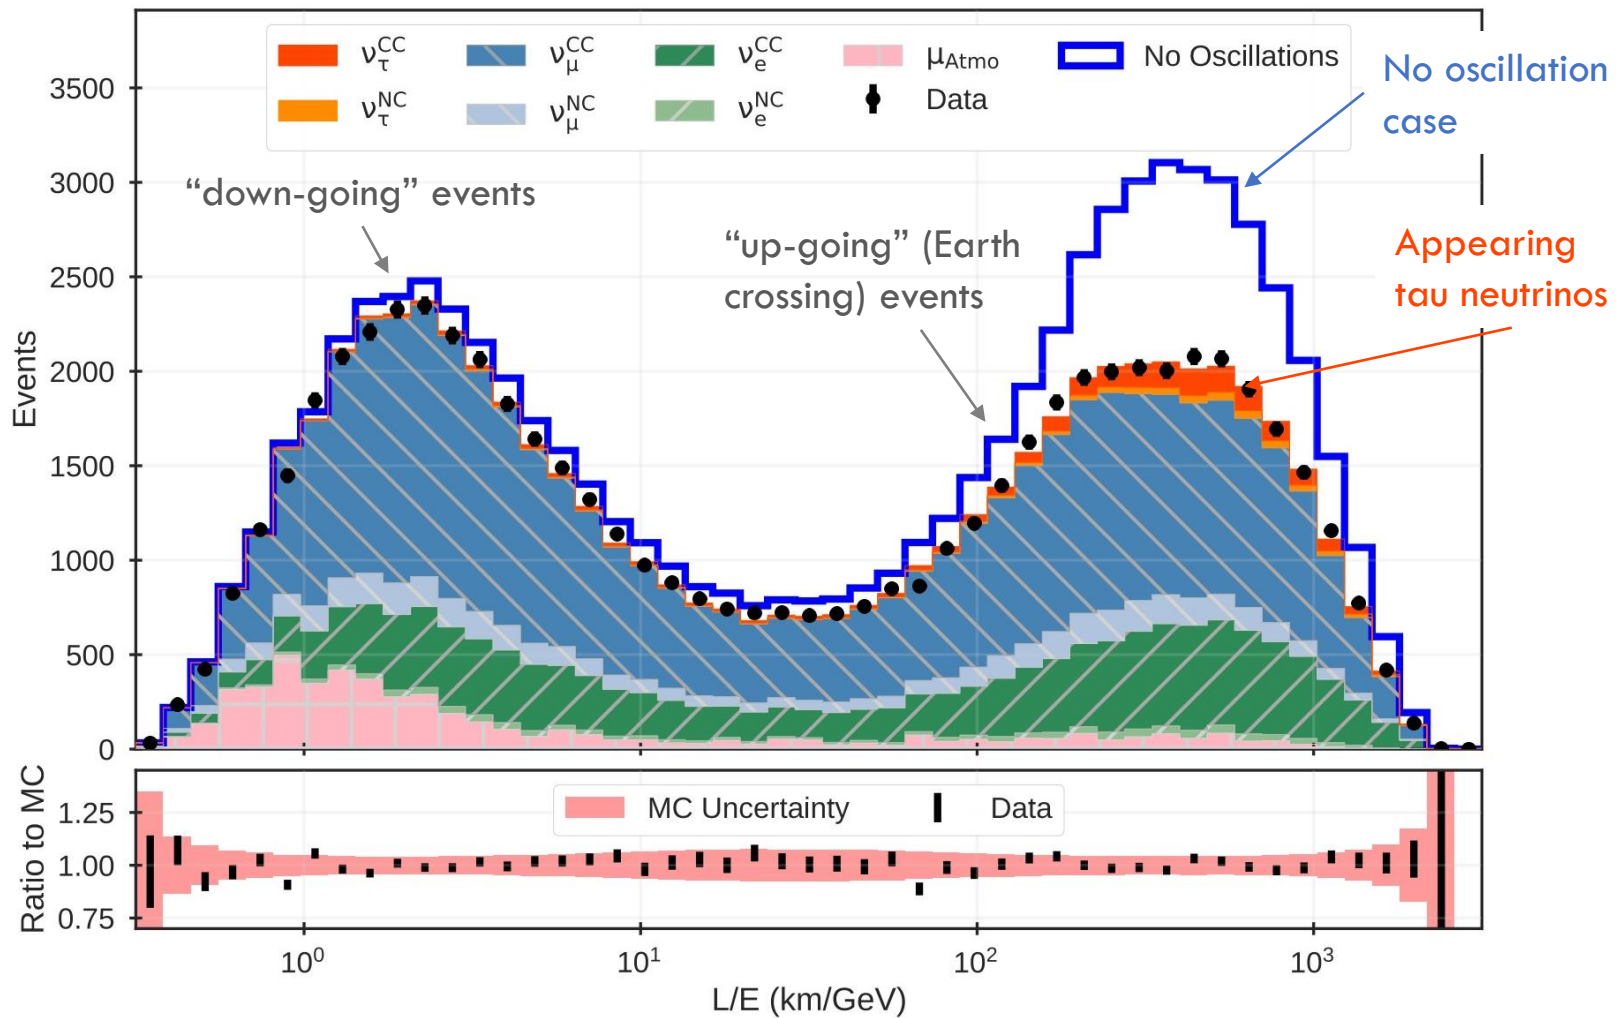 ντCC
νμCC
νeCC
μAtmo
No Oscillations
ντNC
νμNC
νeNC
Data
No oscillation
case
“down-going” events
“up-going” (Earth
crossing) events
Appearing
tau neutrinos
Events
3500
3000
2500
2000
1500
1000
500
0
Ratio to MC
1.25
1.00
0.75
MC Uncertainty
Data
10⁰
10¹
10²
10³
L/E (km/GeV)